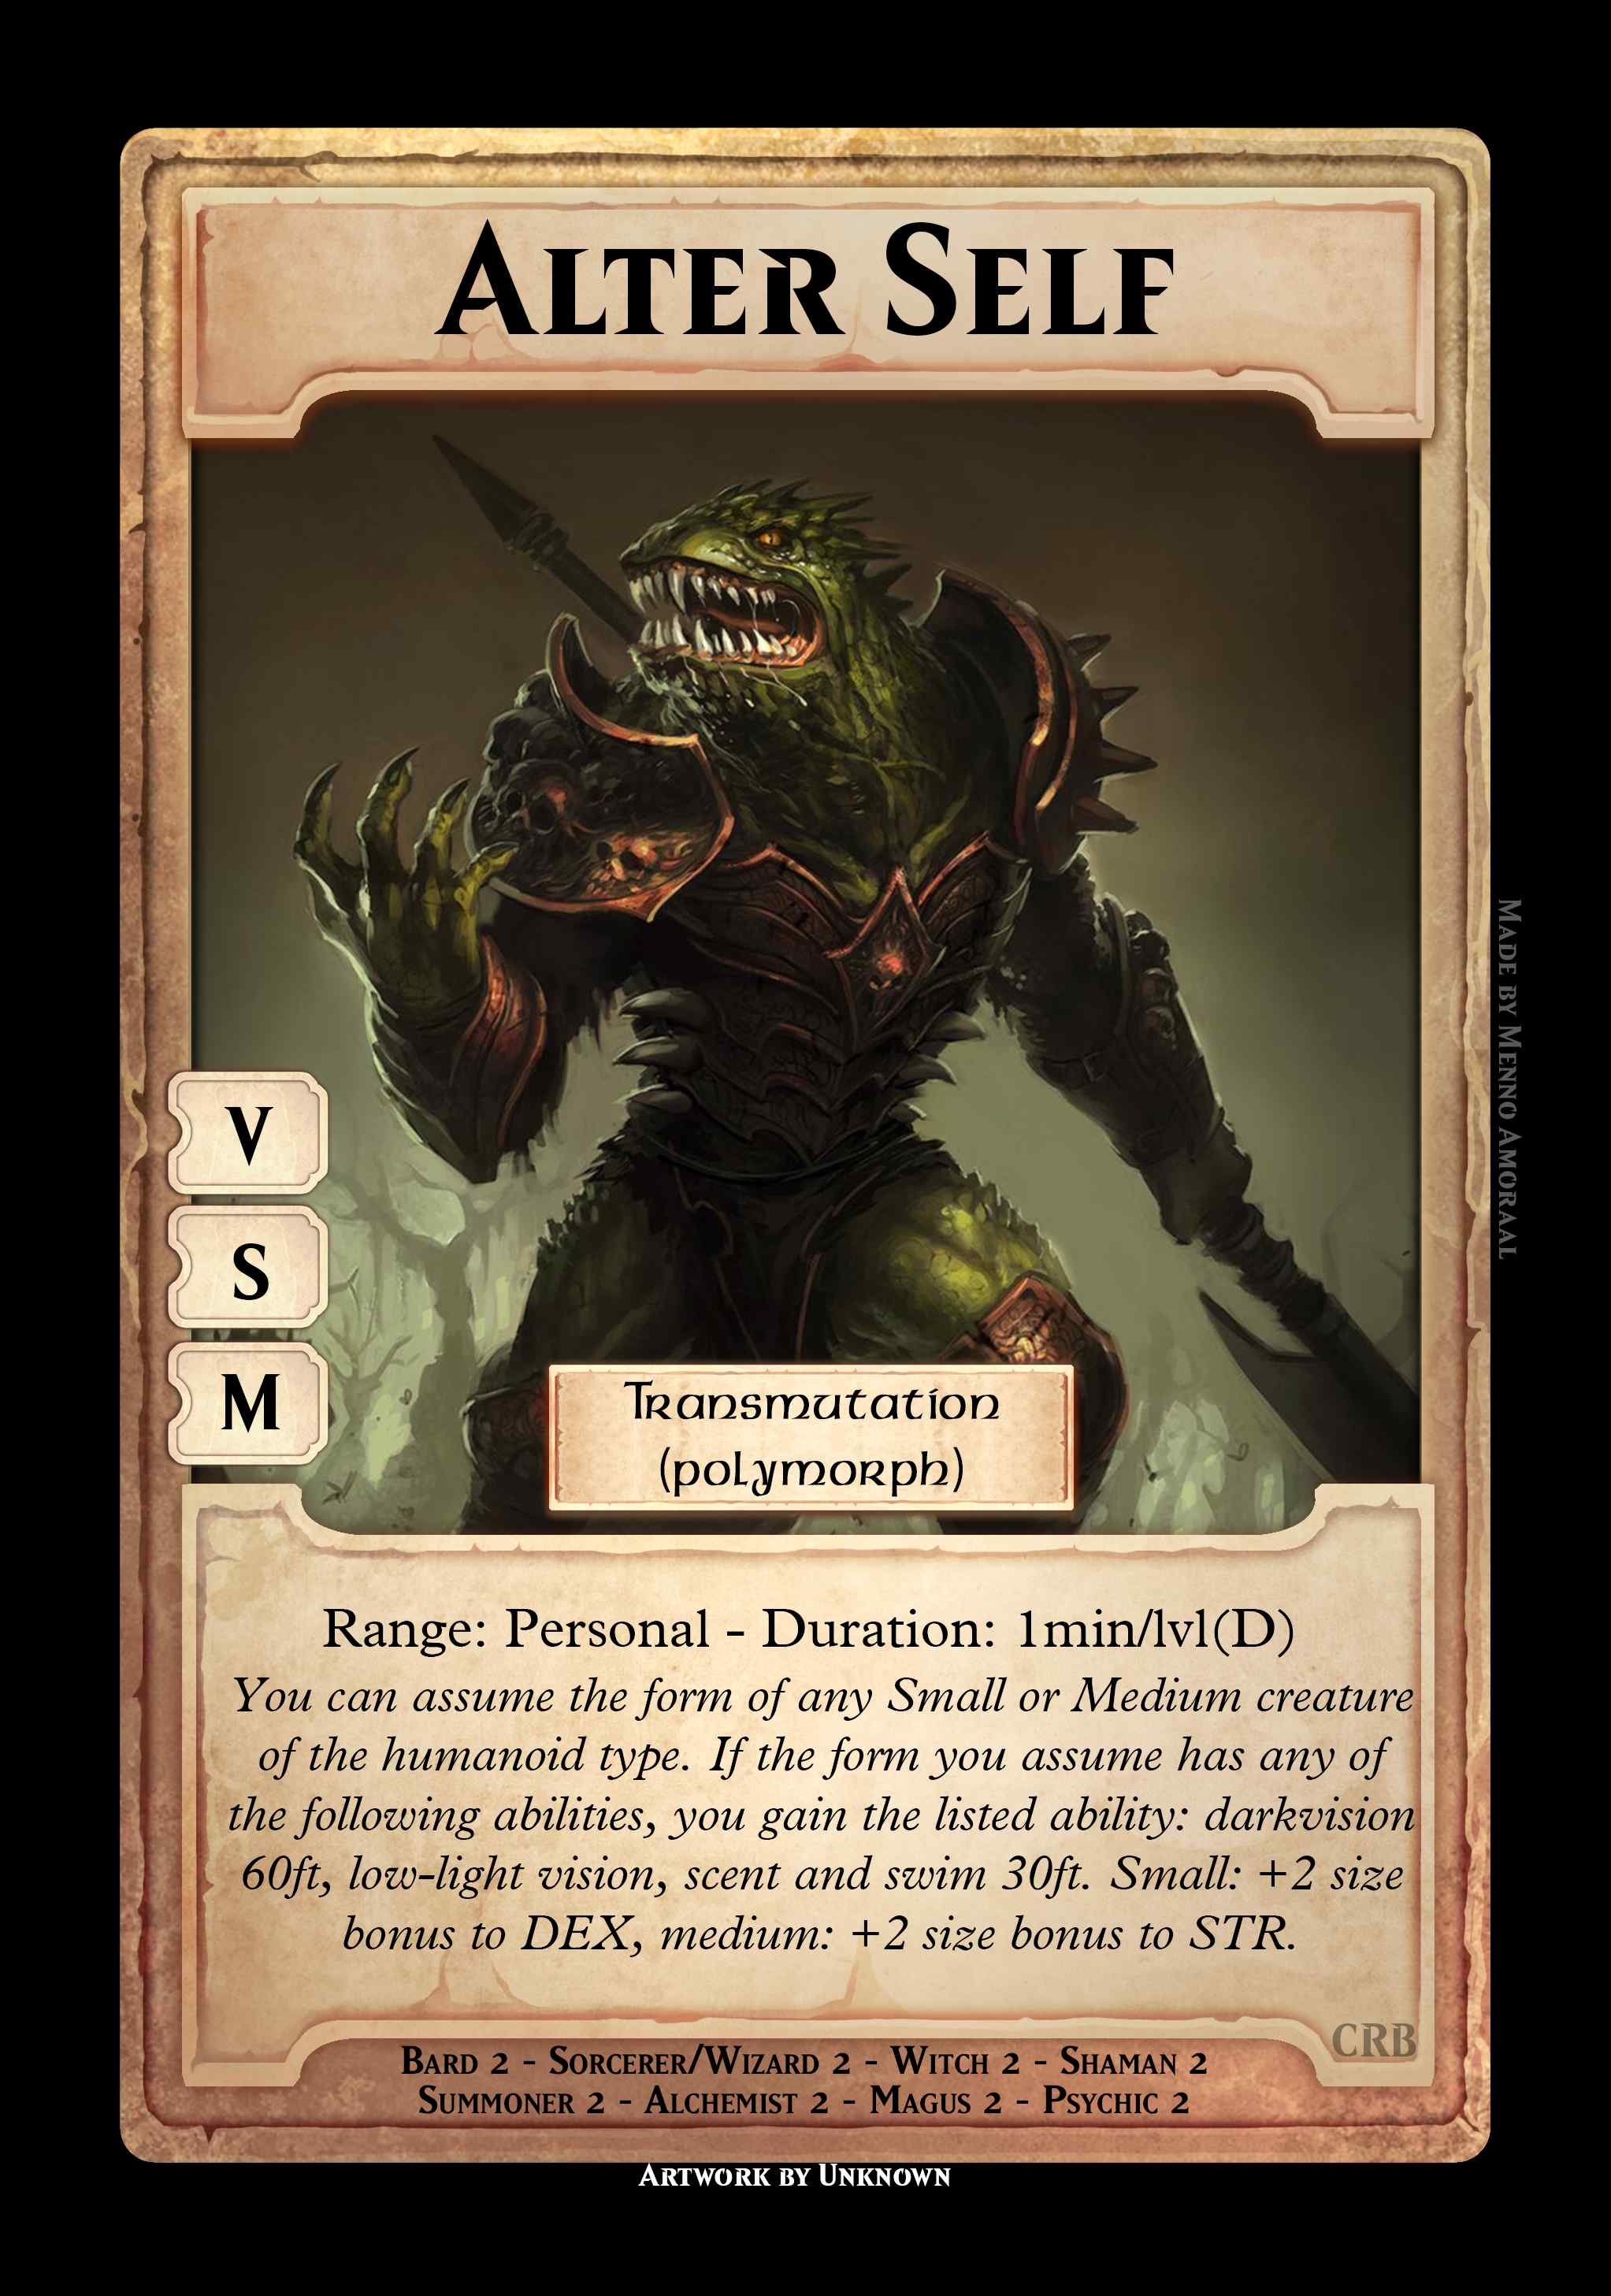 Alter Self
V
S
M
Transmutation
(polymorph)
Range: Personal - Duration: 1min/lvl(D)
You can assume the form of any Small or Medium creature
of the humanoid type. If the form you assume has any of
the following abilities, you gain the listed ability: darkvision
60ft, low-light vision, scent and swim 30ft. Small: +2 size
bonus to DEX, medium: +2 size bonus to STR.
CRB
Bard 2 - Sorcerer/Wizard 2 - Witch 2 - Shaman 2
Summoner 2 - Alchemist 2 - Magus 2 - Psychic 2
Artwork by Unknown
Made by Menno Amoraal